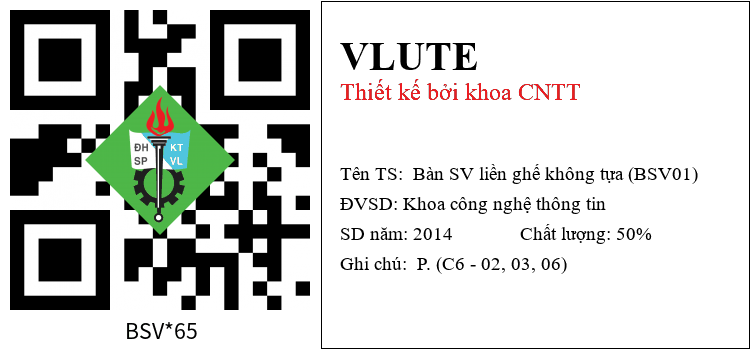 ĐH KT
SP VL
BSV*65
VLUTE
Thiết kế bởi khoa CNTT
Tên TS: Bàn SV liền ghế không tựa (BSV01)
ĐVSD: Khoa công nghệ thông tin
SD năm: 2014 Chất lượng: 50%
Ghi chú: P. (C6 - 02, 03, 06)